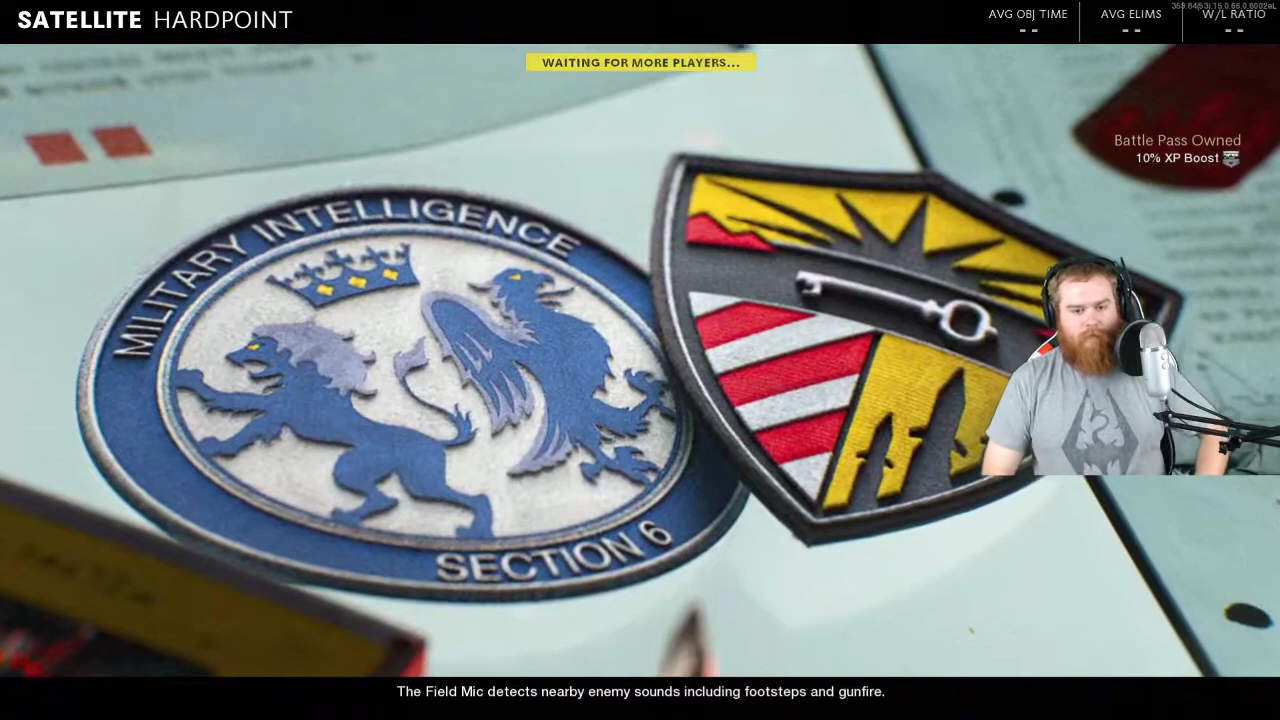 SATELLITE HARDPOINT
AVG OBJ TIME
AVG ELIMS
W/L RATIO
--
--
--
WAITING FOR MORE PLAYERS...
Battle Pass Owned
10% XP Boost
MILITARY INTELLIGENCE
SECTION 6
The Field Mic detects nearby enemy sounds including footsteps and gunfire.